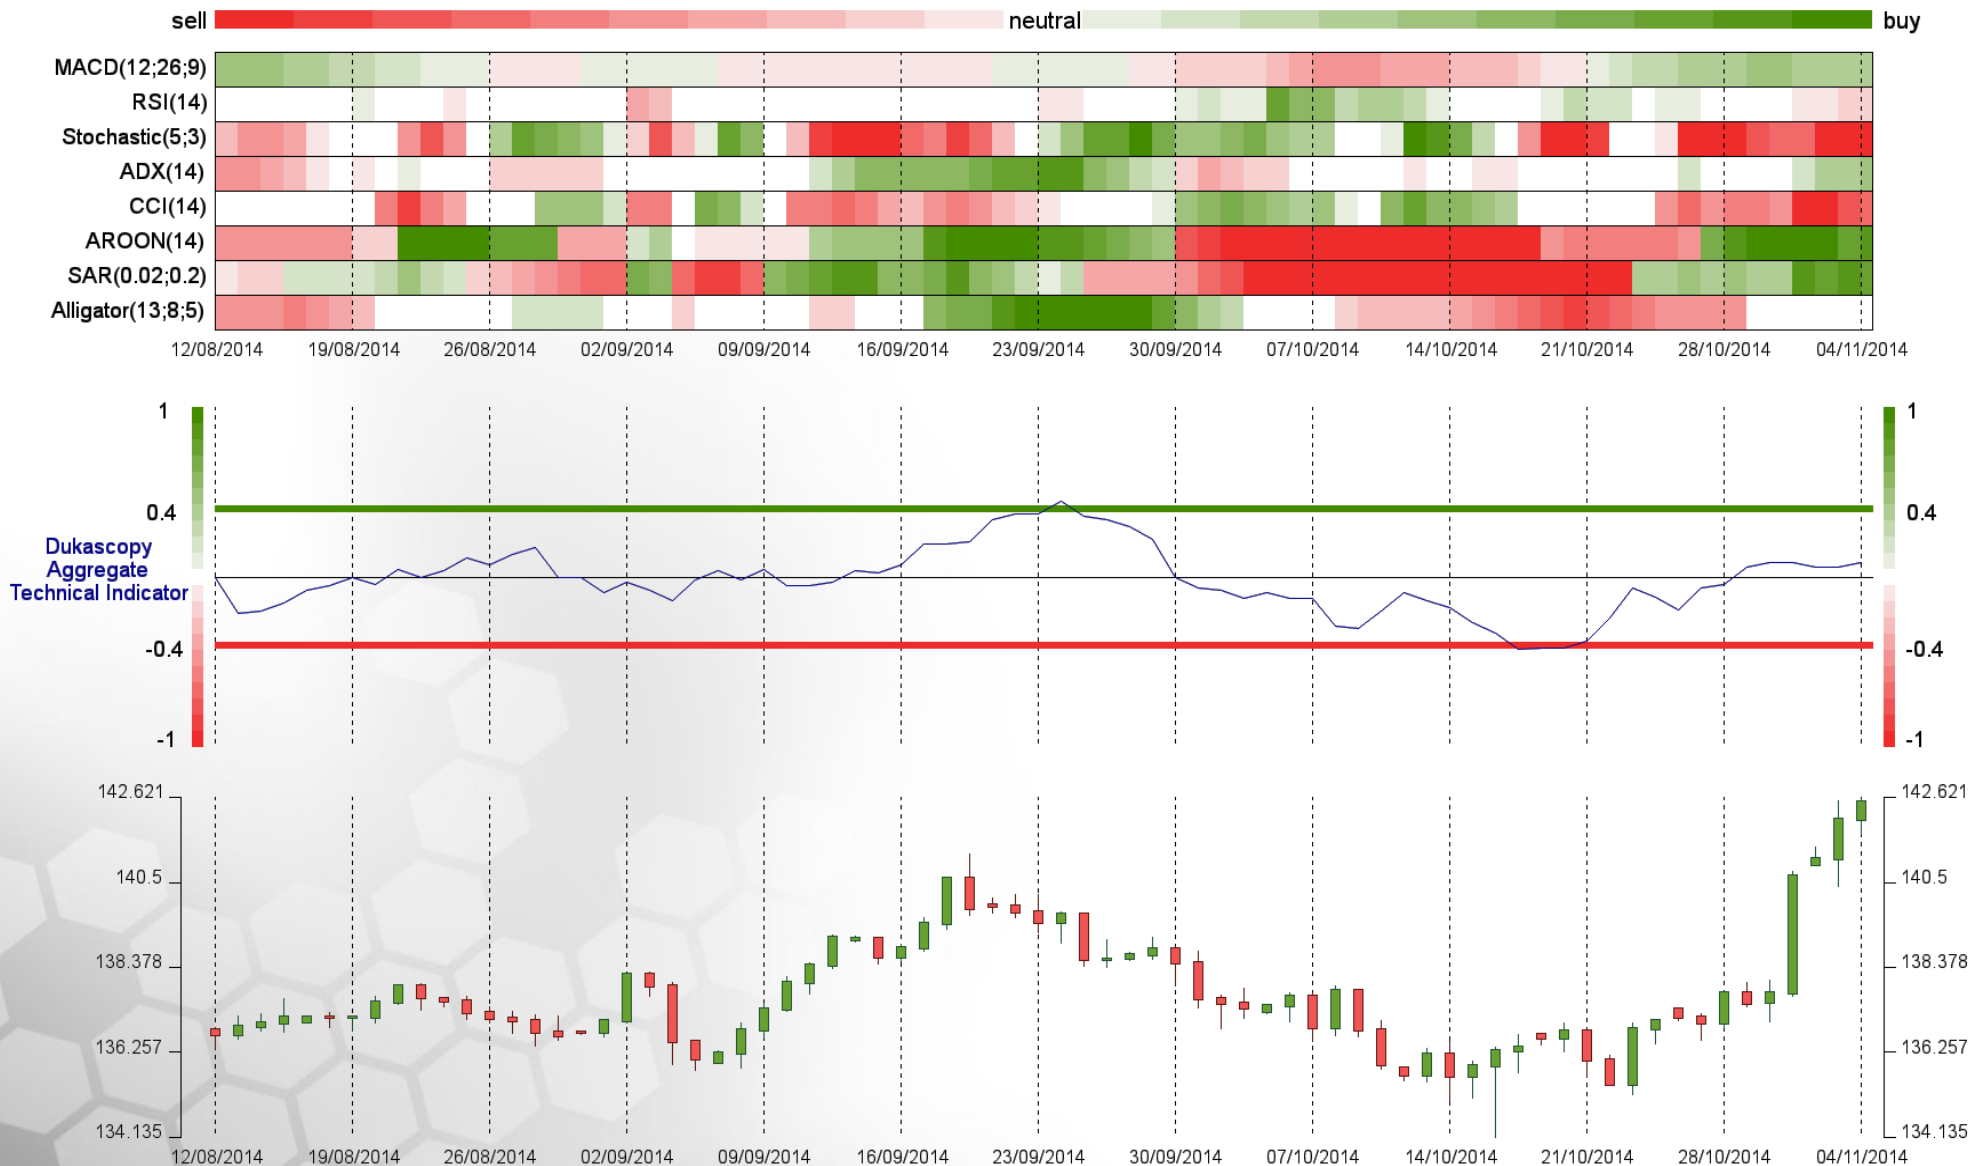 sell neutral buy
MACD(12;26;9)
RSI(14)
Stochastic(5;3)
ADX(14)
CCI(14)
AROON(14)
SAR(0.02;0.2)
Alligator(13;8;5)
12/08/2014 19/08/2014 26/08/2014 02/09/2014 09/09/2014 16/09/2014 23/09/2014 30/09/2014 07/10/2014 14/10/2014 21/10/2014 28/10/2014 04/11/2014
1 1
0.4 0.4
Dukascopy
Aggregate
Technical Indicator
-0.4 -0.4
-1 -1
142.621 142.621
140.5 140.5
138.378 138.378
136.257 136.257
134.135 134.135
12/08/2014 19/08/2014 26/08/2014 02/09/2014 09/09/2014 16/09/2014 23/09/2014 30/09/2014 07/10/2014 14/10/2014 21/10/2014 28/10/2014 04/11/2014